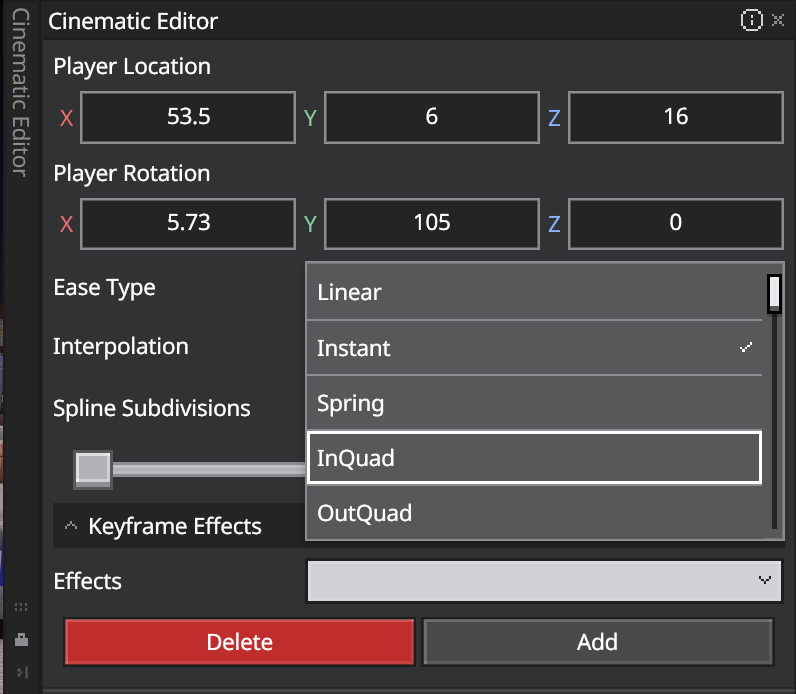 Cinematic Editor
Cinematic Editor
Player Location
X 53.5 Y 6 Z 16
Player Rotation
X 5.73 Y 105 Z 0
Ease Type
Linear
Interpolation
Instant
Spring
Spline Subdivisions
InQuad
OutQuad
Keyframe Effects
Effects
Delete Add